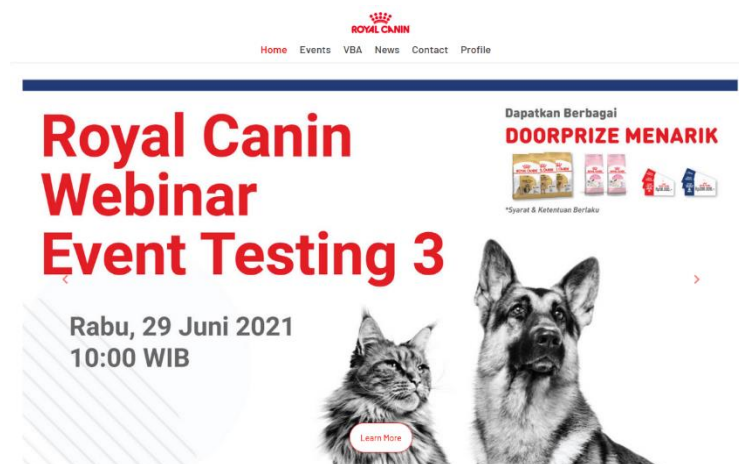 ROYAL CANIN
Home Events VBA News Contact Profile
Royal Canin
Webinar
Event Testing 3
Rabu, 29 Juni 2021
10:00 WIB
Dapatkan Berbagai
DOORPRIZE MENARIK
*Syarat & Ketentuan Berlaku
Learn More